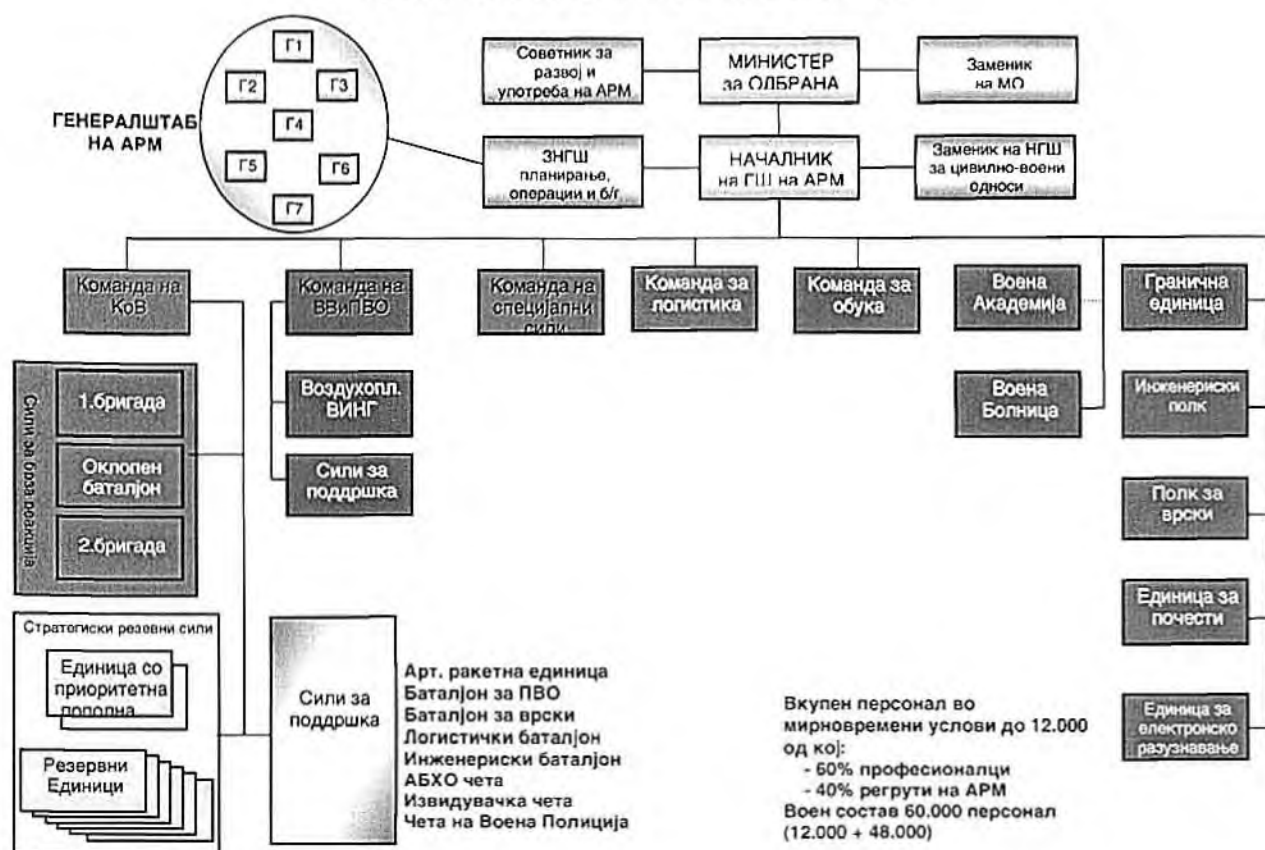 Г1
Г2
Г3
Г4
Г5
Г6
Г7
ГЕНЕРАЛШТАБ
НА АРМ
Советник за
развој и
употреба на АРМ
МИНИСТЕР
за ОЛБРАНА
Заменик
на МО
ЗНГШ
планирање,
операции и б/г
НАЧАЛНИК
на ГШ на АРМ
Заменик на НГШ
за цивилно-воени
односи
Команда на
КоВ
Команда на
ВВиПВО
Команда на
специјални
сили
Команда за
логистика
Команда за
обука
Воена
Академија
Гранична
единица
Сили за брза реакција
1.бригада
Оклопен
баталјон
2.бригада
Воздухопл.
ВИНГ
Сили за
поддршка
Воена
Болница
Инженериски
полк
Полк за
врски
Единица за
почести
Единица за
електронско
разузнавање
Стратогиски резевни сили
Единица со
приоритетна
пополна
Резервни
Единици
Сили за
поддршка
Арт. ракетна единица
Баталјон за ПВО
Баталјон за врски
Логистички баталјон
Инженериски баталјон
АБХО чета
Извидувачка чета
Чета на Воена Полиција
Вкупен персонал во
мирновремени услови до 12.000
од кој:
- 60% професионалци
- 40% регрути на АРМ
Воен состав 60.000 персонал
(12.000 + 48.000)